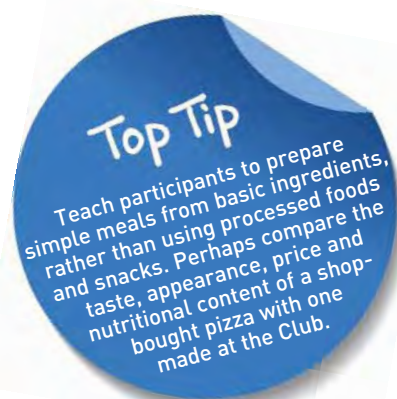 Top Tip
Teach participants to prepare
simple meals from basic ingredients,
rather than using processed foods
and snacks. Perhaps compare the
taste, appearance, price and
nutritional content of a shop-
bought pizza with one
made at the Club.